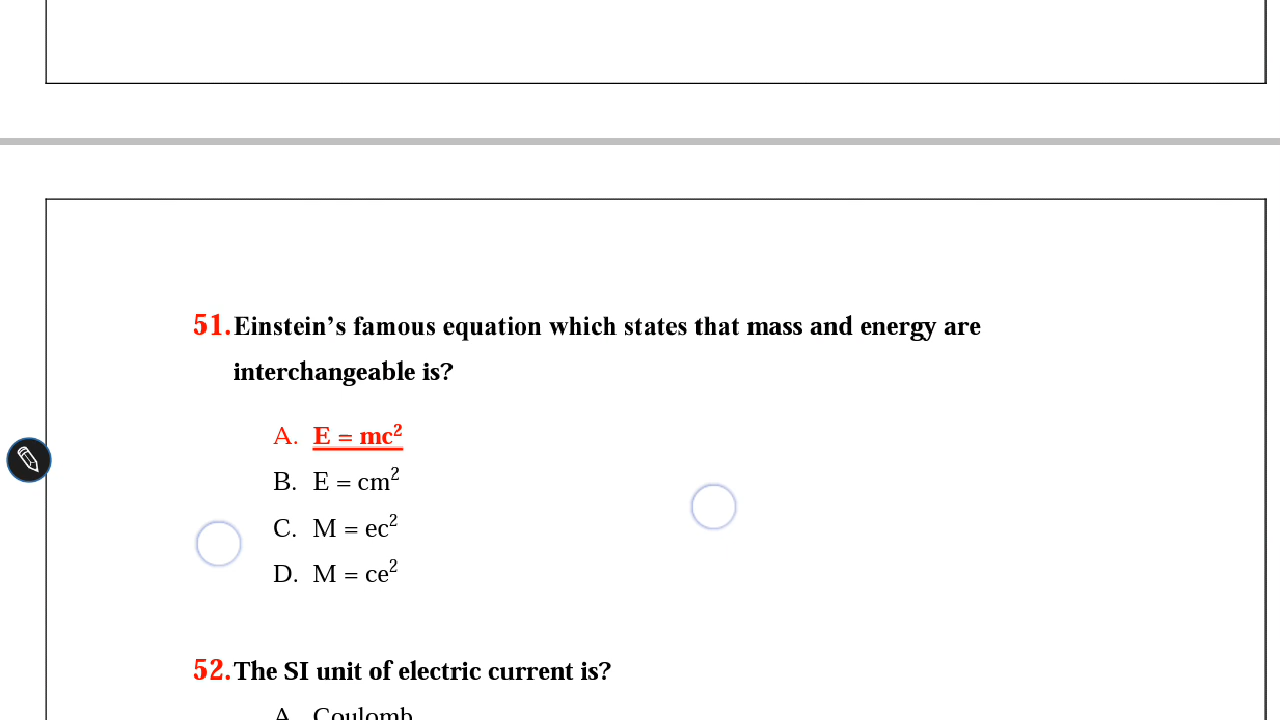 51. Einstein's famous equation which states that mass and energy are
interchangeable is?
A. E = mc²
B. E = cm²
C. M = ec²
D. M = ce²
52. The SI unit of electric current is?
A. Coulomb